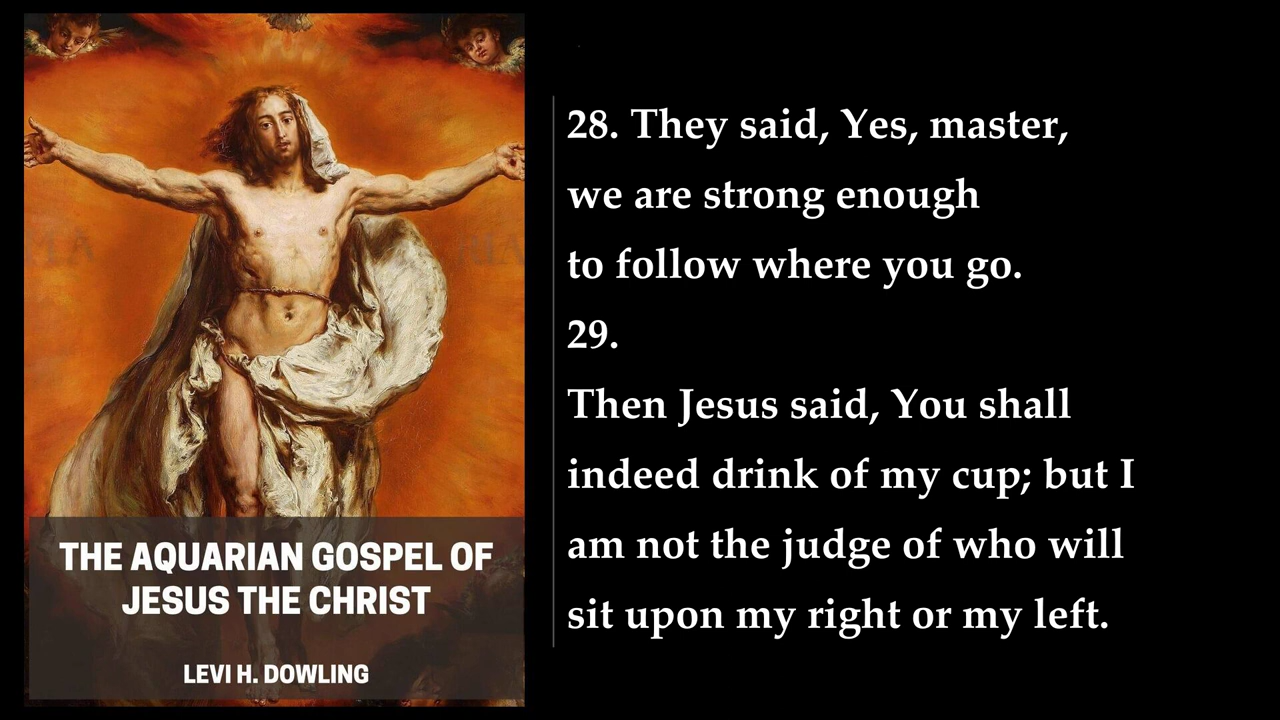 28. They said, Yes, master,
we are strong enough
to follow where you go.
29.
Then Jesus said, You shall
indeed drink of my cup; but I
am not the judge of who will
sit upon my right or my left.
THE AQUARIAN GOSPEL OF
JESUS THE CHRIST
LEVI H. DOWLING